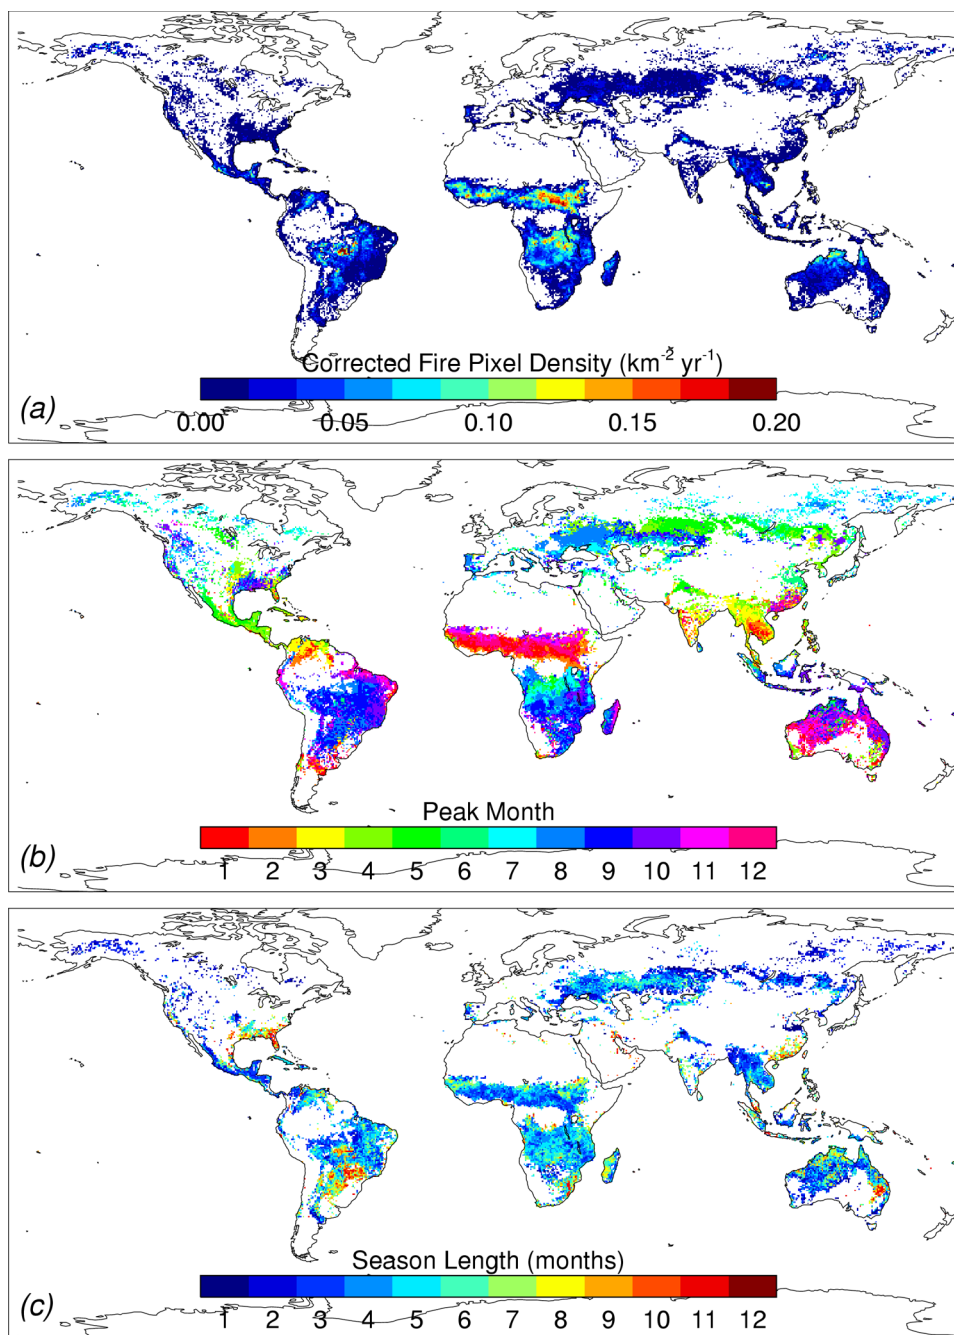 Corrected Fire Pixel Density (km⁻² yr⁻¹)
(a)
0.00 0.05 0.10 0.15 0.20
Peak Month
(b)
1 2 3 4 5 6 7 8 9 10 11 12
Season Length (months)
(c)
1 2 3 4 5 6 7 8 9 10 11 12